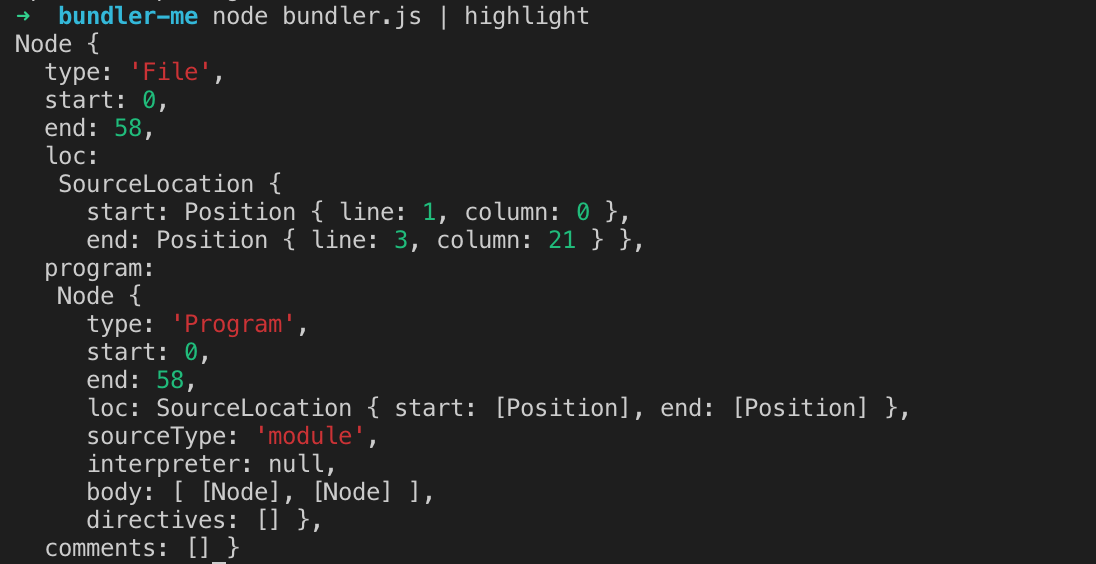 ➜  bundler-me node bundler.js | highlight
Node {
  type: 'File',
  start: 0,
  end: 58,
  loc:
   SourceLocation {
     start: Position { line: 1, column: 0 },
     end: Position { line: 3, column: 21 } },
  program:
   Node {
     type: 'Program',
     start: 0,
     end: 58,
     loc: SourceLocation { start: [Position], end: [Position] },
     sourceType: 'module',
     interpreter: null,
     body: [ [Node], [Node] ],
     directives: [] },
  comments: [] }